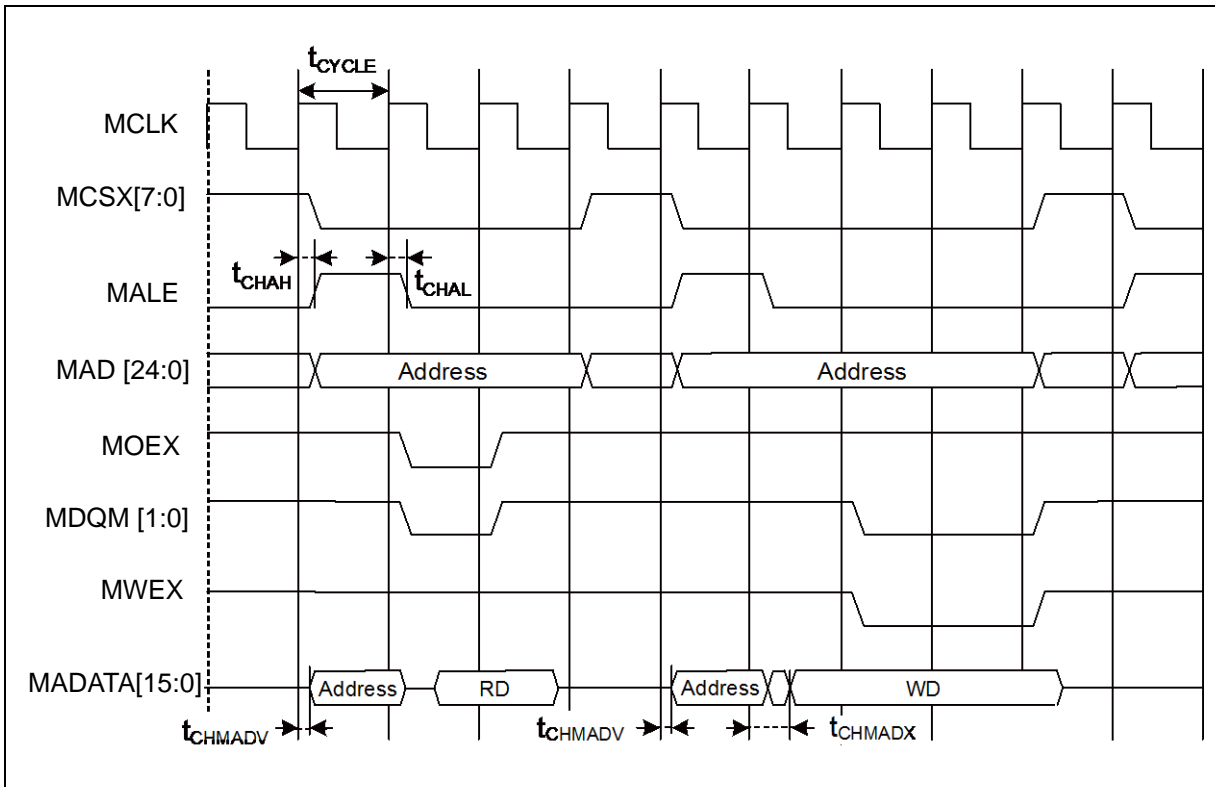 tCYCLE
MCLK
MCSX[7:0]
tCHAH
tCHAL
MALE
MAD [24:0]
Address
Address
MOEX
MDQM [1:0]
MWEX
MADATA[15:0]
Address
RD
Address
WD
tCHMADV
tCHMADV
tCHMADX